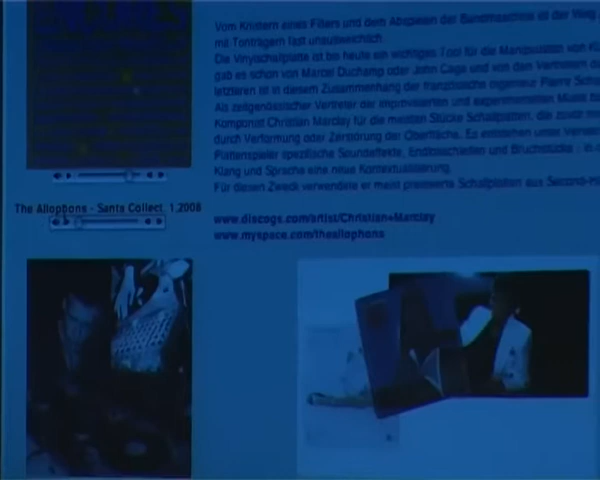 Vom Knistern eines Filters und dem Abspielen der Bandmaschine ist der Weg
mit Tonträgern fast unausweichlich.
Die Vinylschallplatte ist bis heute ein wichtiges Tool für die Manipulation von
gab es schon von Marcel Duchamp oder John Cage und von den Vertretern
letzteren ist in diesem Zusammenhang der französische Ingenieur Pierre
Als zeitgenössischer Vertreter der improvisierten und experimentellen Musik
Komponist Christian Marclay für die meisten Stücke Schallplatten, die zuvor
durch Verformung oder Zerstörung der Oberfläche. Es entstehen unter
Plattenspieler spezifische Soundeffekte, Endlosschleifen und Bruchstücke - in
Klang und Sprache eine neue Kontextualisierung.
Für diesen Zweck verwendete er meist preiswerte Schallplatten aus
The Allophons - Santa Collect. 1,2008
www.discogs.com/artist/Christian+Marclay
www.myspace.com/theallophons